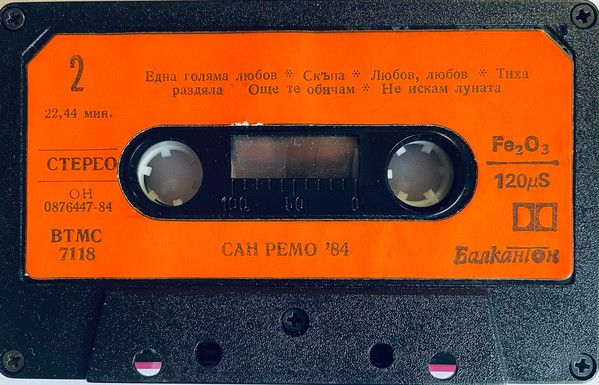 2
Една голяма любов * Скъпа * Любов, любов * Тиха
раздяла Още те обичам * Не искам луната
22,44 мин.
СТЕРЕО
ОН
0876447-84
ВТМС
7118
100 50 0
Fe₂O₃
120µS
САН РЕМО '84
Балкантон